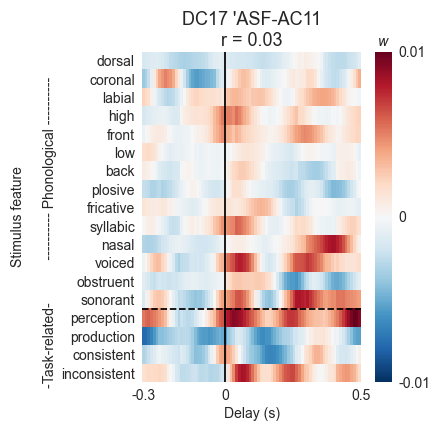 DC17 'ASF-AC11
r = 0.03
w
dorsal
coronal
labial
high
front
low
back
plosive
fricative
syllabic
nasal
voiced
obstruent
sonorant
perception
production
consistent
inconsistent
Stimulus feature
-Task-related- ---------- Phonological ----------
0.01
0
-0.01
-0.3 0 0.5
Delay (s)